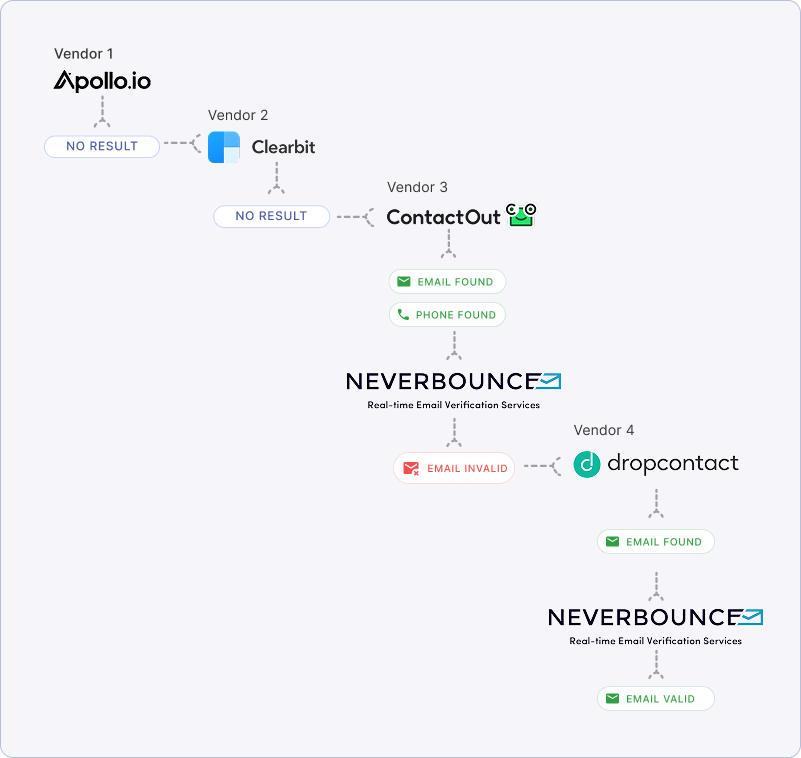 Vendor 1
Apollo.io
NO RESULT
Vendor 2
Clearbit
NO RESULT
Vendor 3
ContactOut
EMAIL FOUND
PHONE FOUND
NEVERBOUNCE
Real-time Email Verification Services
EMAIL INVALID
Vendor 4
dropcontact
EMAIL FOUND
NEVERBOUNCE
Real-time Email Verification Services
EMAIL VALID